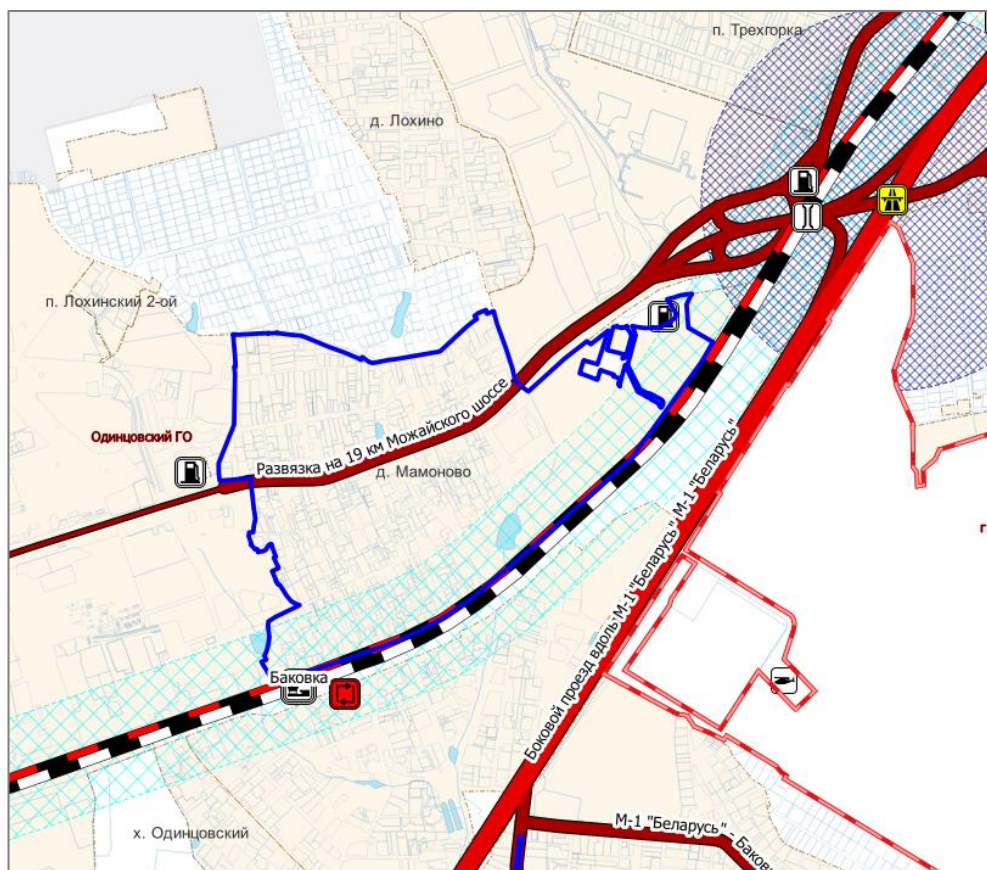 п. Трехгорка
д. Лохино
п. Лохинский 2-ой
Одинцовский ГО
Развязка на 19 км Можайского шоссе
д. Мамоново
Боковой проезд вдоль М-1 "Беларусь" М-1 "Беларусь"
Баковка
х. Одинцовский
М-1 "Беларусь" - Баков